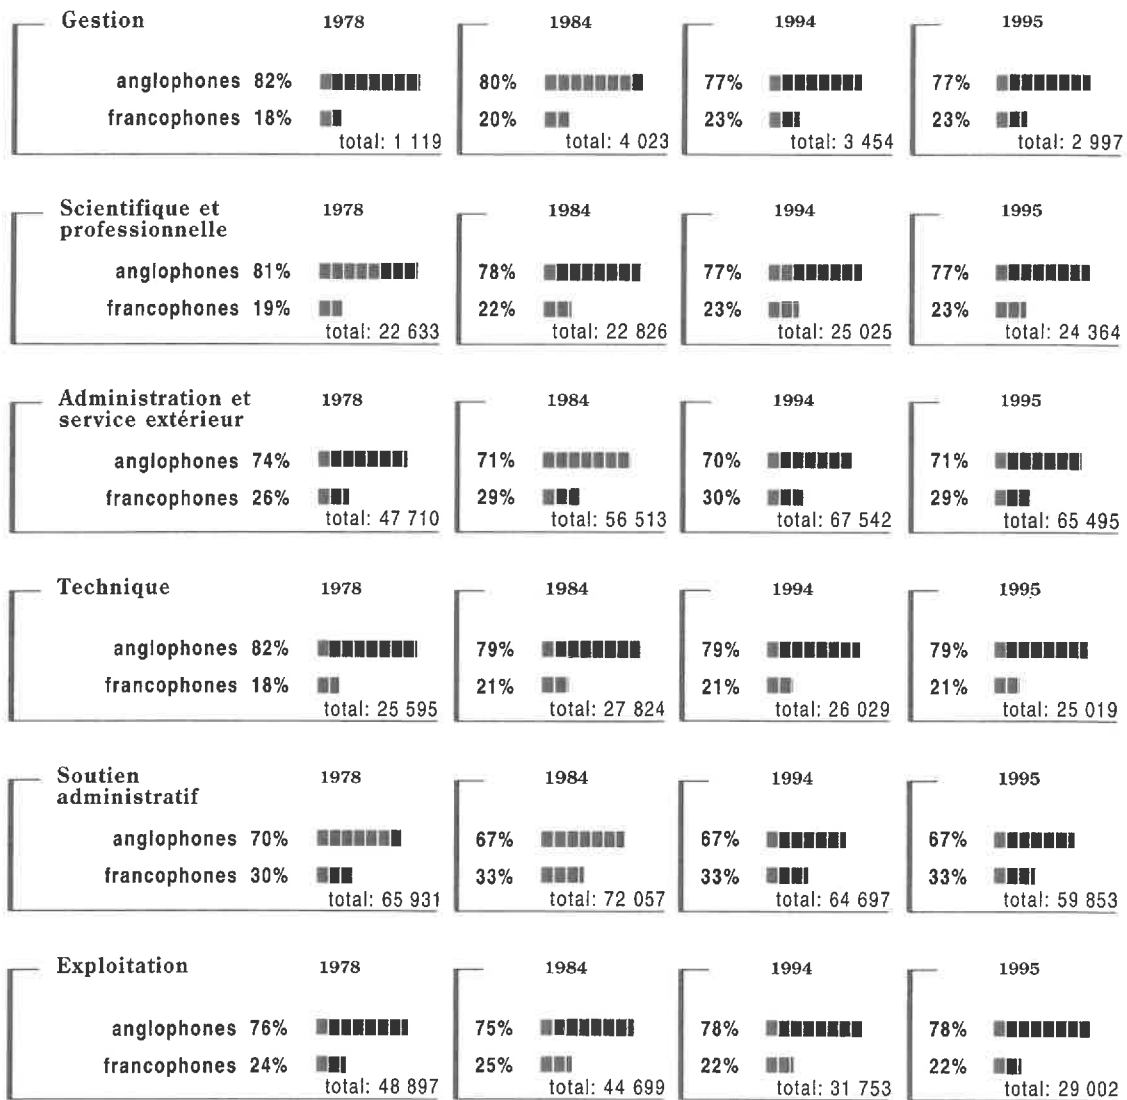 Gestion 1978 1984 1994 1995
anglophones 82% 80% 77% 77%
francophones 18% 20% 23% 23%
total: 1 119 total: 4 023 total: 3 454 total: 2 997
Scientifique et 1978 1984 1994 1995
professionnelle
anglophones 81% 78% 77% 77%
francophones 19% 22% 23% 23%
total: 22 633 total: 22 826 total: 25 025 total: 24 364
Administration et 1978 1984 1994 1995
service extérieur
anglophones 74% 71% 70% 71%
francophones 26% 29% 30% 29%
total: 47 710 total: 56 513 total: 67 542 total: 65 495
Technique 1978 1984 1994 1995
anglophones 82% 79% 79% 79%
francophones 18% 21% 21% 21%
total: 25 595 total: 27 824 total: 26 029 total: 25 019
Soutien 1978 1984 1994 1995
administratif
anglophones 70% 67% 67% 67%
francophones 30% 33% 33% 33%
total: 65 931 total: 72 057 total: 64 697 total: 59 853
Exploitation 1978 1984 1994 1995
anglophones 76% 75% 78% 78%
francophones 24% 25% 22% 22%
total: 48 897 total: 44 699 total: 31 753 total: 29 002